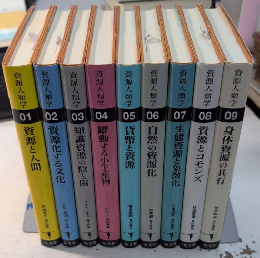 資源人類学
01
資源と人間
資源人類学
02
資源化する文化
資源人類学
03
知識資源の陰と陽
資源人類学
04
躍動する小生産物
資源人類学
05
貨幣と資源
資源人類学
06
自然の資源化
資源人類学
07
生態資源と象徴化
資源人類学
08
資源とコモンズ
資源人類学
09
身体資源の共有